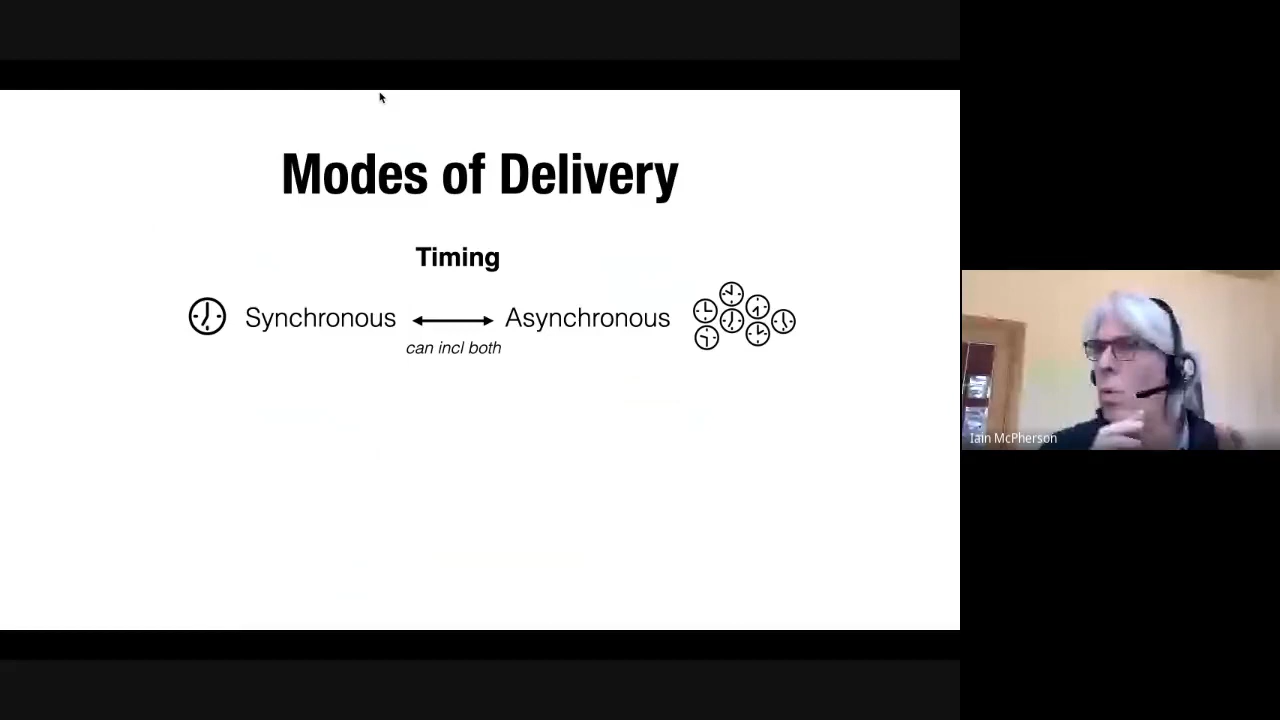 Modes of Delivery
Timing
Synchronous Asynchronous
can incl both
Iain McPherson